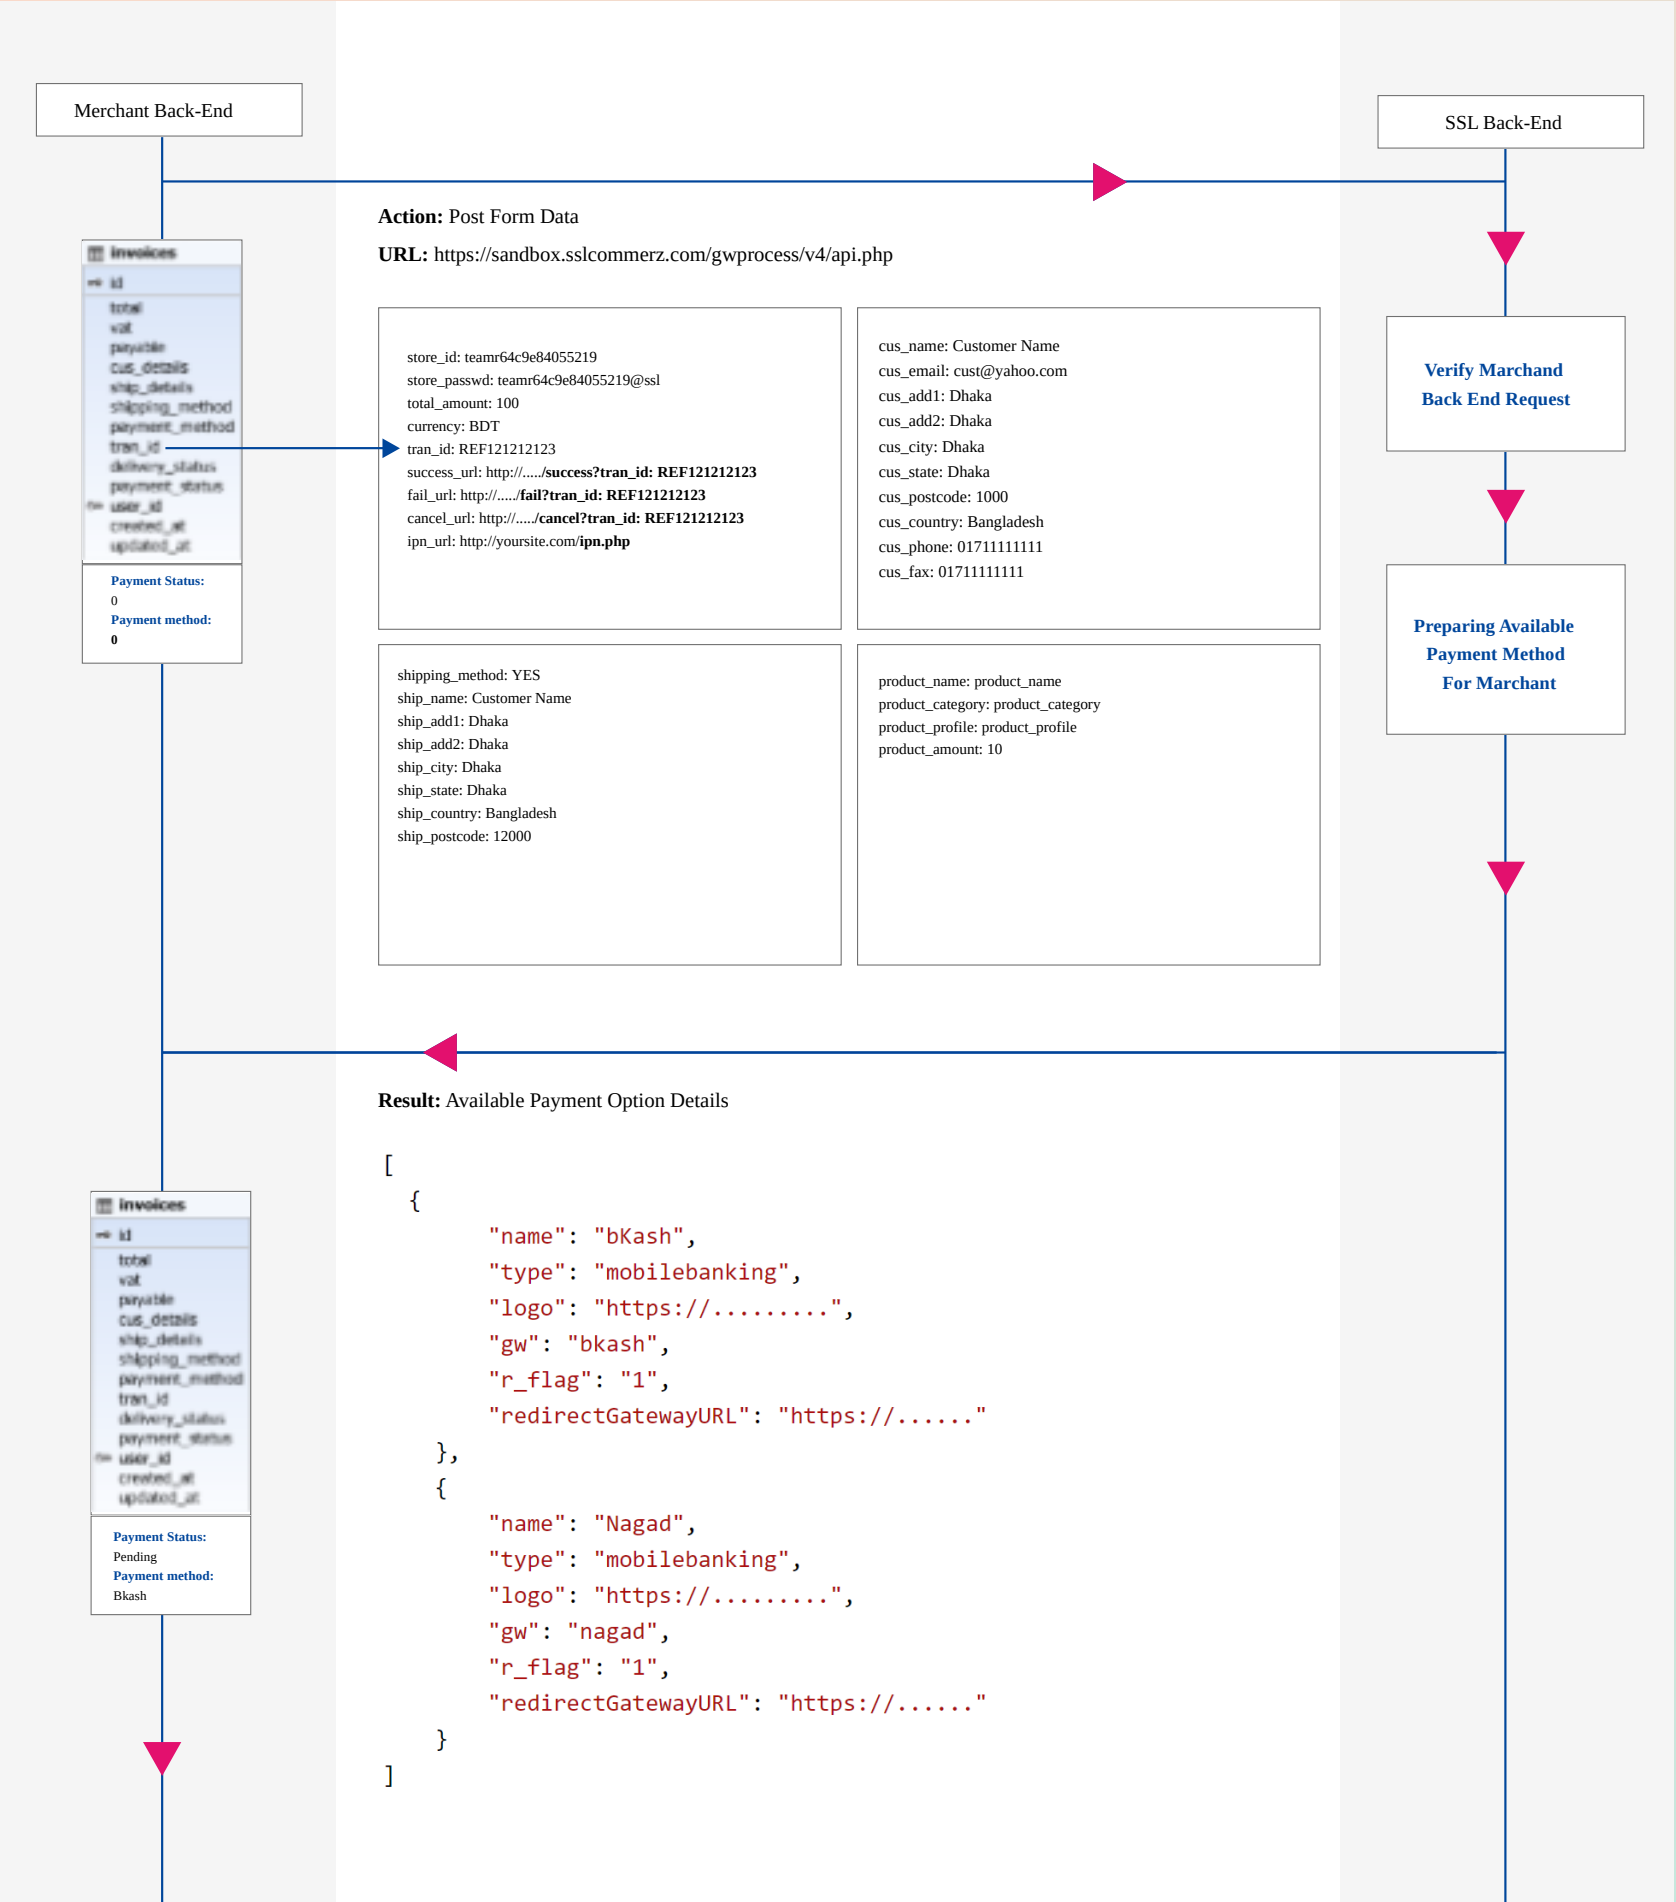 Merchant Back-End
SSL Back-End
Action: Post Form Data
URL: https://sandbox.sslcommerz.com/gwprocess/v4/api.php
invoices
id
total
vat
payable
cus_details
ship_details
shipping_method
payment_method
tran_id
delivery_status
payment_status
user_id
created_at
updated_at
Payment Status:
0
Payment method:
0
store_id: teamr64c9e84055219
store_passwd: teamr64c9e84055219@ssl
total_amount: 100
currency: BDT
tran_id: REF121212123
success_url: http://...../success?tran_id: REF121212123
fail_url: http://...../fail?tran_id: REF121212123
cancel_url: http://...../cancel?tran_id: REF121212123
ipn_url: http://yoursite.com/ipn.php
cus_name: Customer Name
cus_email: cust@yahoo.com
cus_add1: Dhaka
cus_add2: Dhaka
cus_city: Dhaka
cus_state: Dhaka
cus_postcode: 1000
cus_country: Bangladesh
cus_phone: 01711111111
cus_fax: 01711111111
shipping_method: YES
ship_name: Customer Name
ship_add1: Dhaka
ship_add2: Dhaka
ship_city: Dhaka
ship_state: Dhaka
ship_country: Bangladesh
ship_postcode: 12000
product_name: product_name
product_category: product_category
product_profile: product_profile
product_amount: 10
Verify Marchand
Back End Request
Preparing Available
Payment Method
For Marchant
Result: Available Payment Option Details
[
{
"name": "bKash",
"type": "mobilebanking",
"logo": "https://.........",
"gw": "bkash",
"r_flag": "1",
"redirectGatewayURL": "https://......"
},
{
"name": "Nagad",
"type": "mobilebanking",
"logo": "https://.........",
"gw": "nagad",
"r_flag": "1",
"redirectGatewayURL": "https://......"
}
]
invoices
id
total
vat
payable
cus_details
ship_details
shipping_method
payment_method
tran_id
delivery_status
payment_status
user_id
created_at
updated_at
Payment Status:
Pending
Payment method:
Bkash